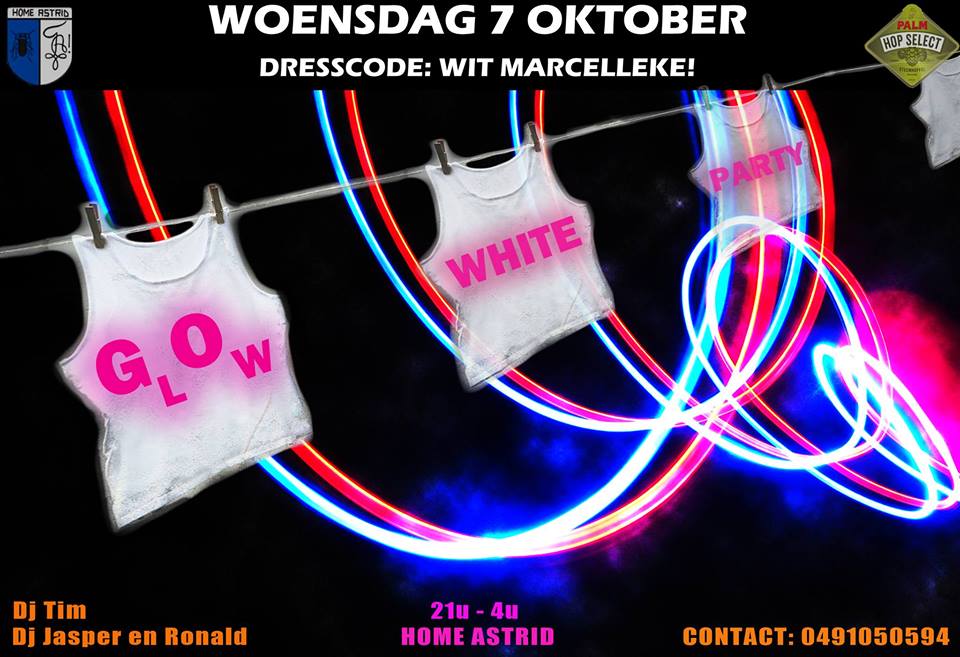 HOME ASTRID
WOENSDAG 7 OKTOBER
DRESSCODE: WIT MARCELLEKE!
PALM
HOP SELECT
GLOW
WHITE
PARTY
Dj Tim
Dj Jasper en Ronald
21u - 4u
HOME ASTRID
CONTACT: 0491050594